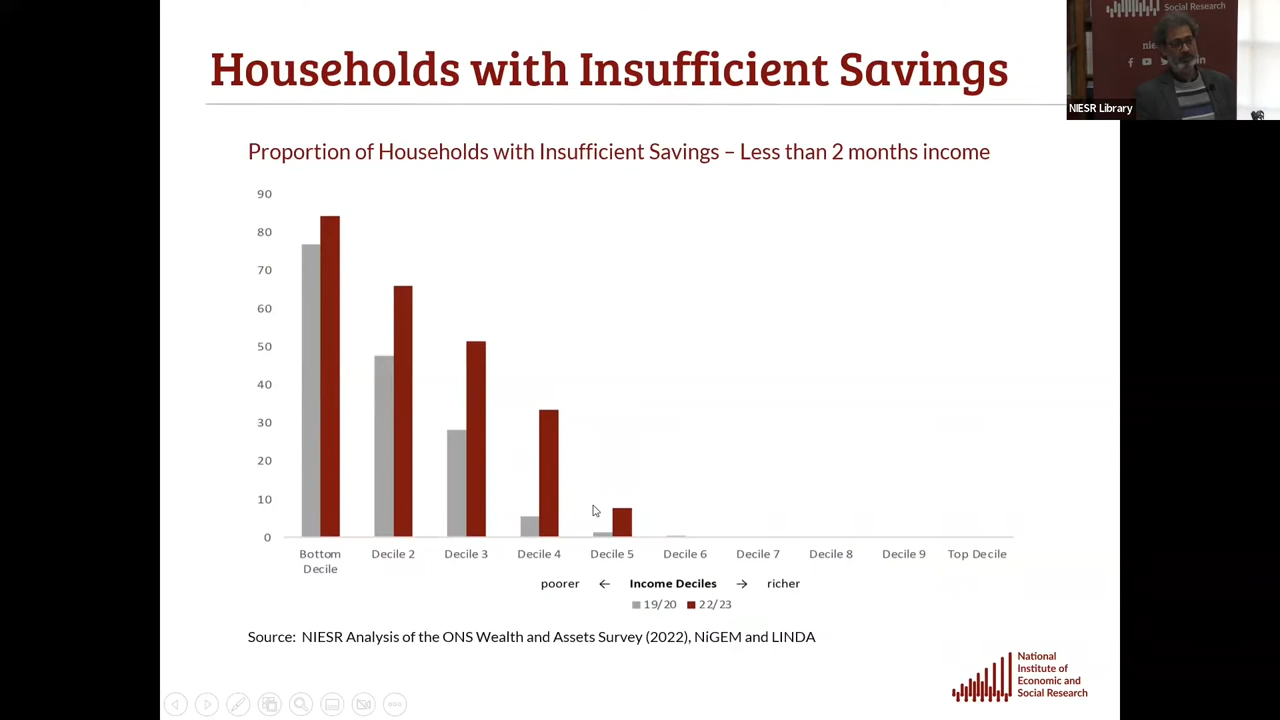 Households with Insufficient Savings
Social Research
NIESR Library
Proportion of Households with Insufficient Savings – Less than 2 months income
90
80
70
60
50
40
30
20
10
0
Bottom Decile
Decile 2
Decile 3
Decile 4
Decile 5
Decile 6
Decile 7
Decile 8
Decile 9
Top Decile
poorer ← Income Deciles → richer
19/20 22/23
Source: NIESR Analysis of the ONS Wealth and Assets Survey (2022), NiGEM and LINDA
National
Institute of
Economic and
Social Research